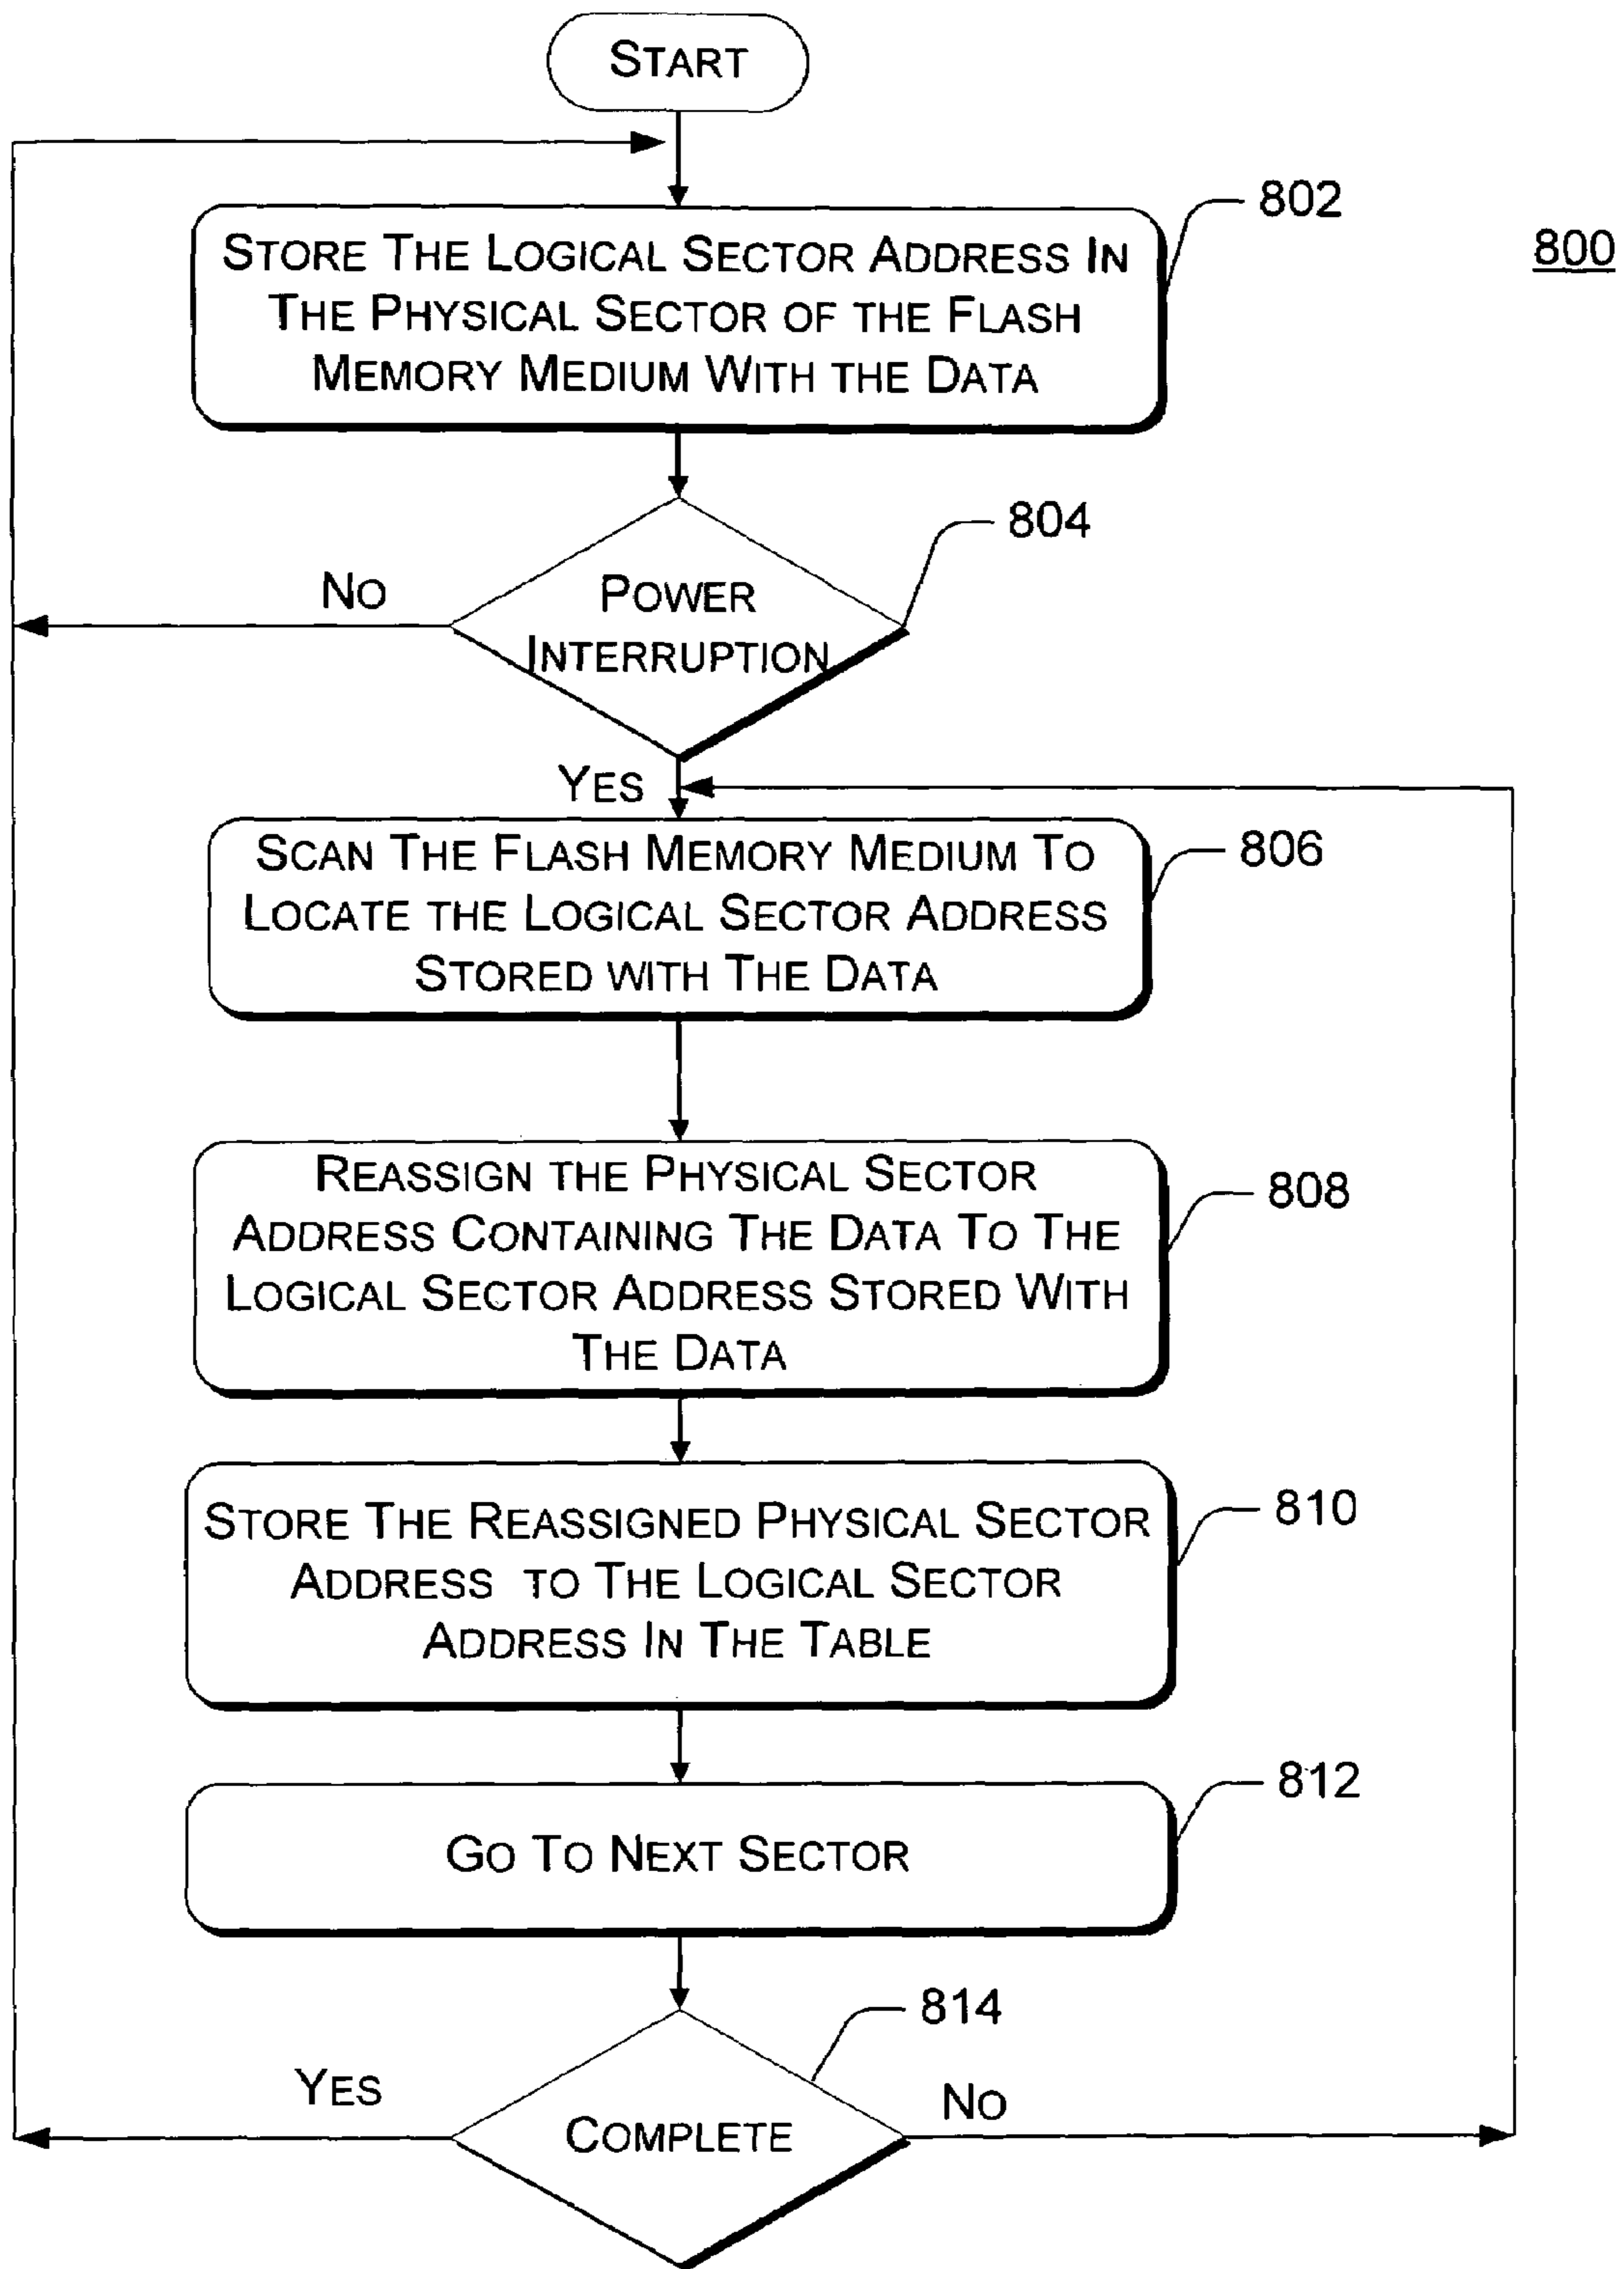 START
802
800
STORE THE LOGICAL SECTOR ADDRESS IN
THE PHYSICAL SECTOR OF THE FLASH
MEMORY MEDIUM WITH THE DATA
804
NO
POWER
INTERRUPTION
YES
806
SCAN THE FLASH MEMORY MEDIUM TO
LOCATE THE LOGICAL SECTOR ADDRESS
STORED WITH THE DATA
808
REASSIGN THE PHYSICAL SECTOR
ADDRESS CONTAINING THE DATA TO THE
LOGICAL SECTOR ADDRESS STORED WITH
THE DATA
810
STORE THE REASSIGNED PHYSICAL SECTOR
ADDRESS TO THE LOGICAL SECTOR
ADDRESS IN THE TABLE
812
GO TO NEXT SECTOR
814
YES
NO
COMPLETE